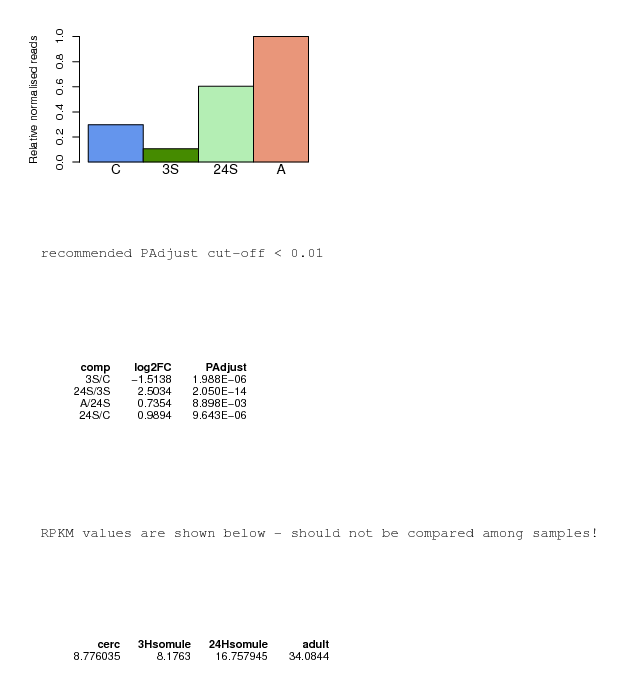 Relative normalised reads
1.0
0.8
0.6
0.4
0.2
0.0
C 3S 24S A
recommended PAdjust cut-off < 0.01
comp log2FC PAdjust
3S/C −1.5138 1.988E−06
24S/3S 2.5034 2.050E−14
A/24S 0.7354 8.898E−03
24S/C 0.9894 9.643E−06
RPKM values are shown below - should not be compared among samples!
cerc 3Hsomule 24Hsomule adult
8.776035 8.1763 16.757945 34.0844